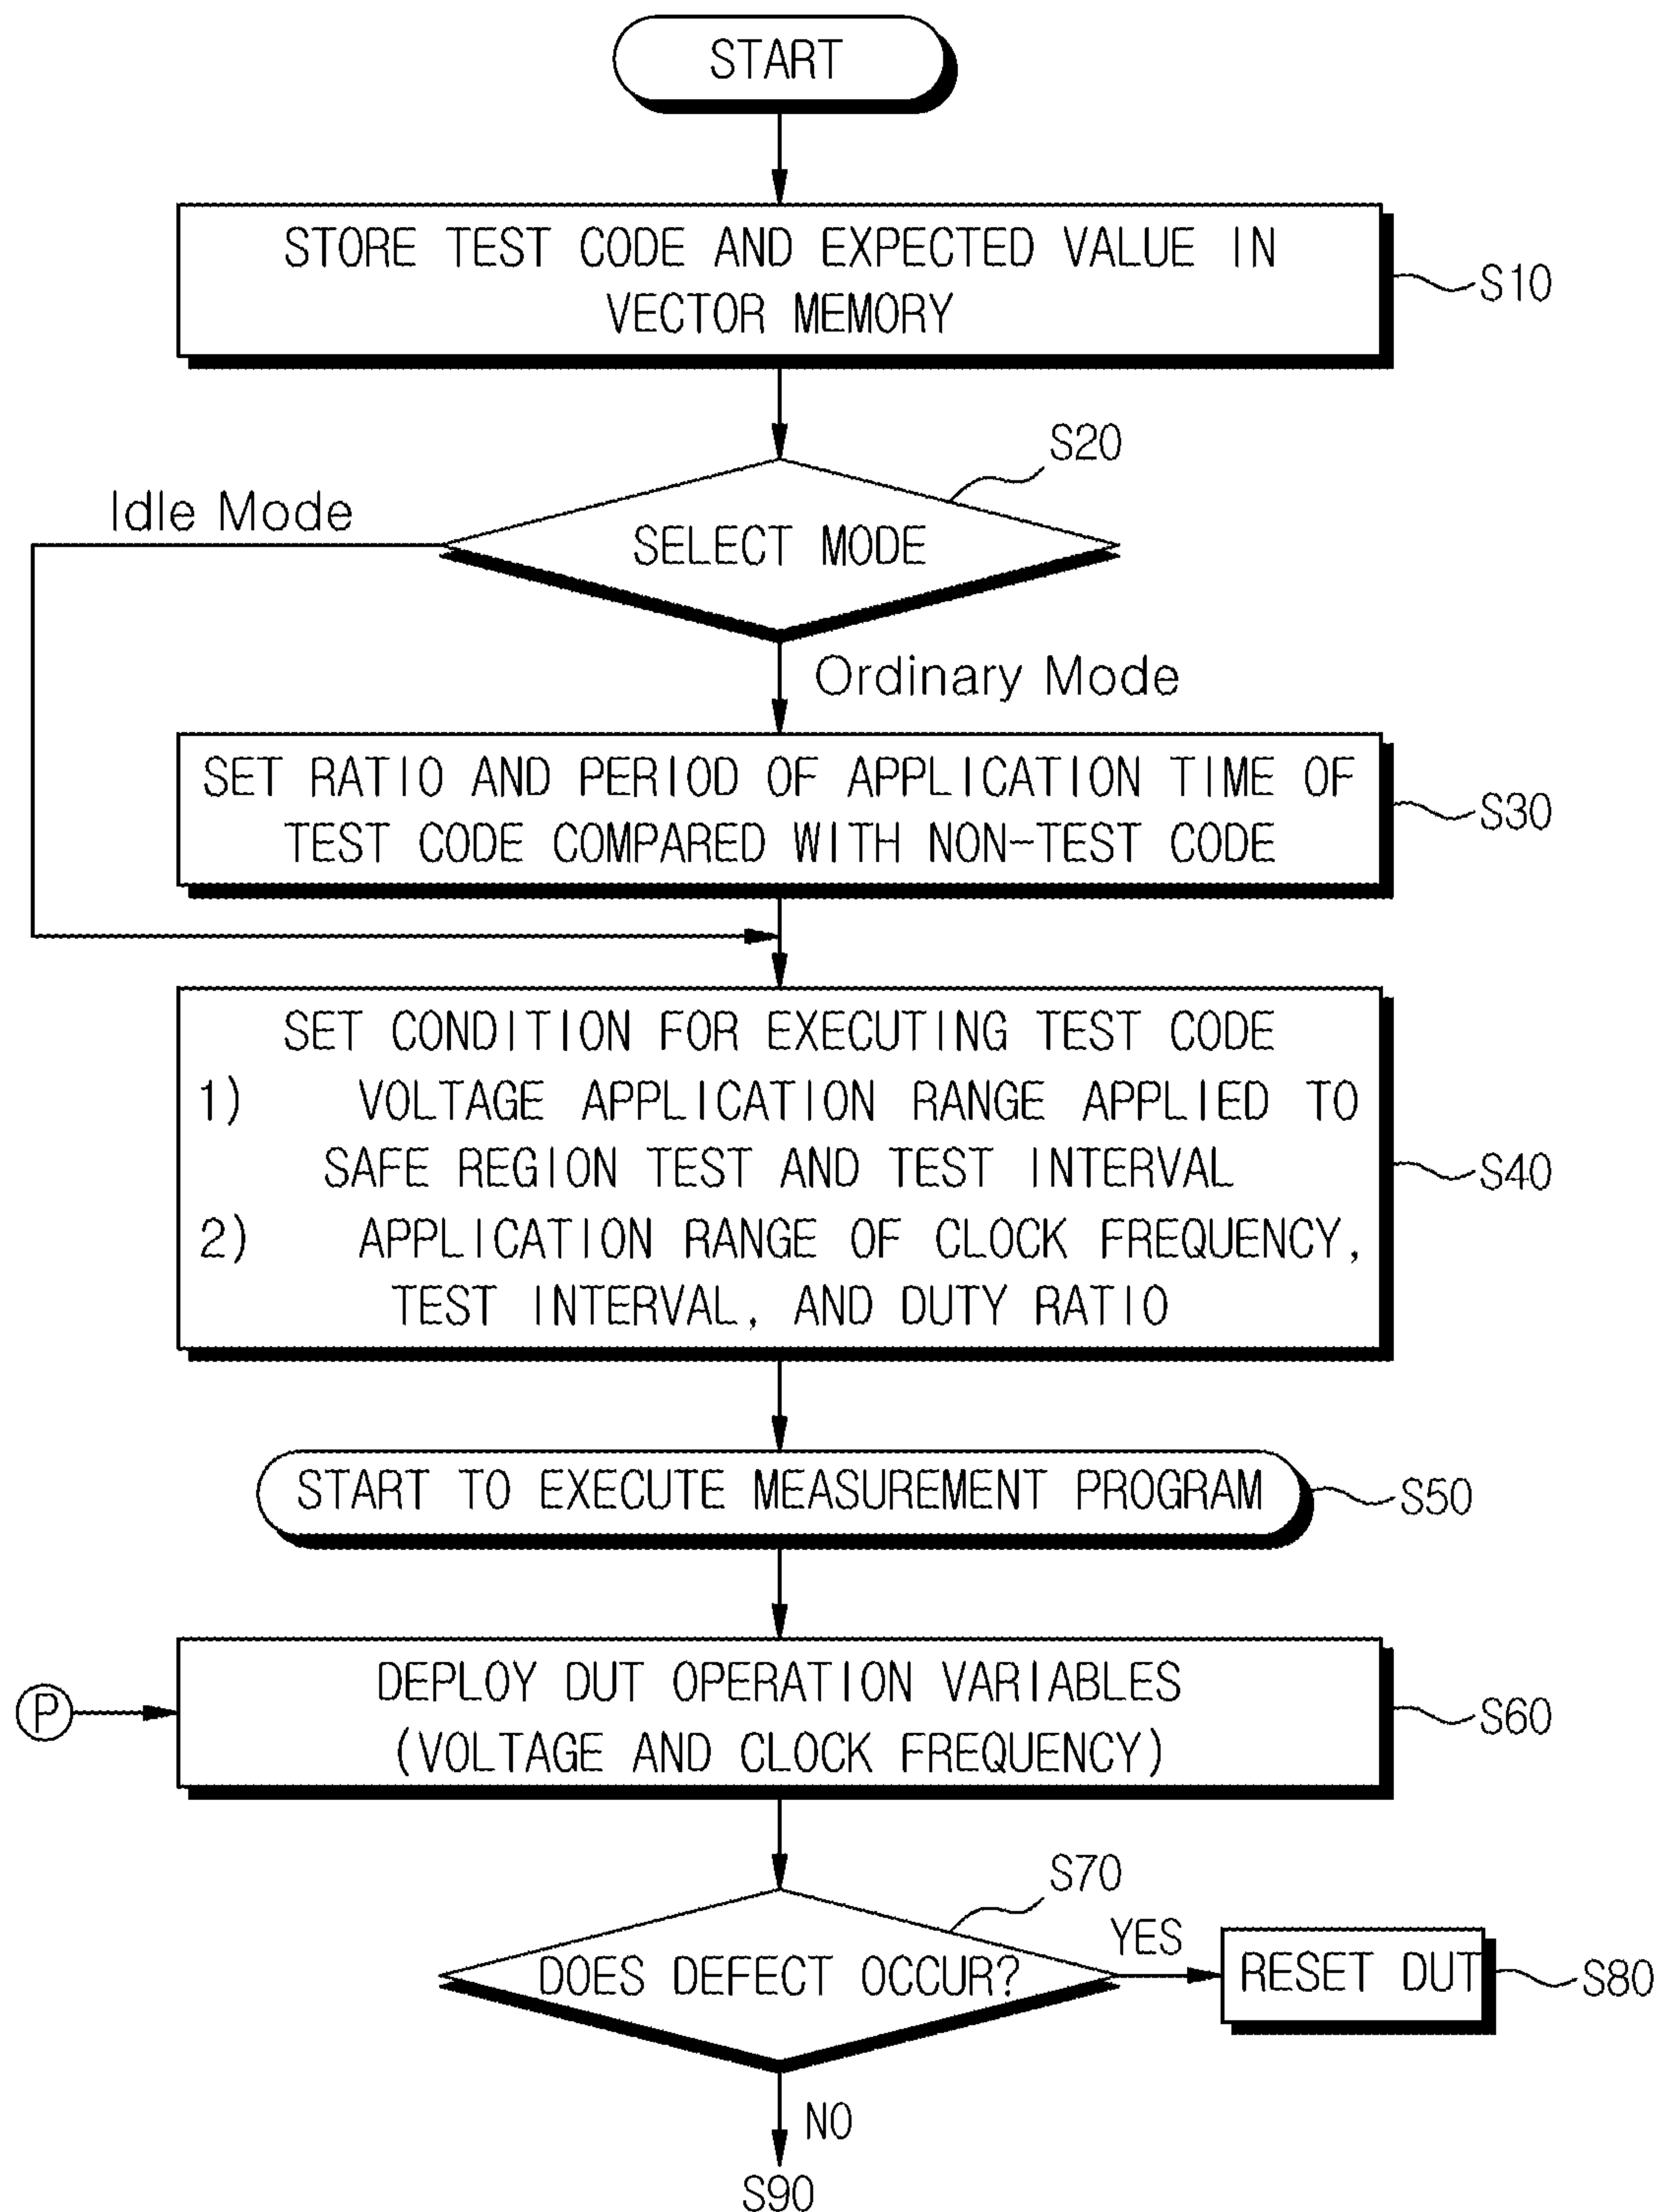 START
STORE TEST CODE AND EXPECTED VALUE IN
VECTOR MEMORY
S10
S20
Idle Mode
SELECT MODE
Ordinary Mode
SET RATIO AND PERIOD OF APPLICATION TIME OF
TEST CODE COMPARED WITH NON-TEST CODE
S30
SET CONDITION FOR EXECUTING TEST CODE
1) VOLTAGE APPLICATION RANGE APPLIED TO
SAFE REGION TEST AND TEST INTERVAL
2) APPLICATION RANGE OF CLOCK FREQUENCY,
TEST INTERVAL, AND DUTY RATIO
S40
START TO EXECUTE MEASUREMENT PROGRAM
S50
P
DEPLOY DUT OPERATION VARIABLES
(VOLTAGE AND CLOCK FREQUENCY)
S60
S70
DOES DEFECT OCCUR?
YES
RESET DUT
S80
NO
S90